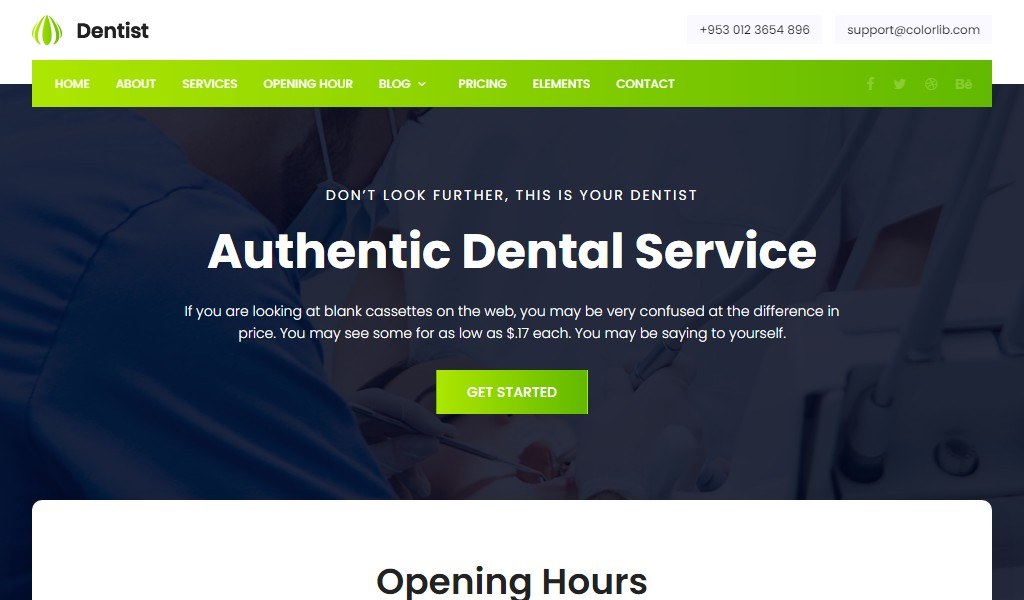 Dentist
+953 012 3654 896
support@colorlib.com
HOME ABOUT SERVICES OPENING HOUR BLOG PRICING ELEMENTS CONTACT
DON’T LOOK FURTHER, THIS IS YOUR DENTIST
Authentic Dental Service
If you are looking at blank cassettes on the web, you may be very confused at the difference in
price. You may see some for as low as $.17 each. You may be saying to yourself.
GET STARTED
Opening Hours